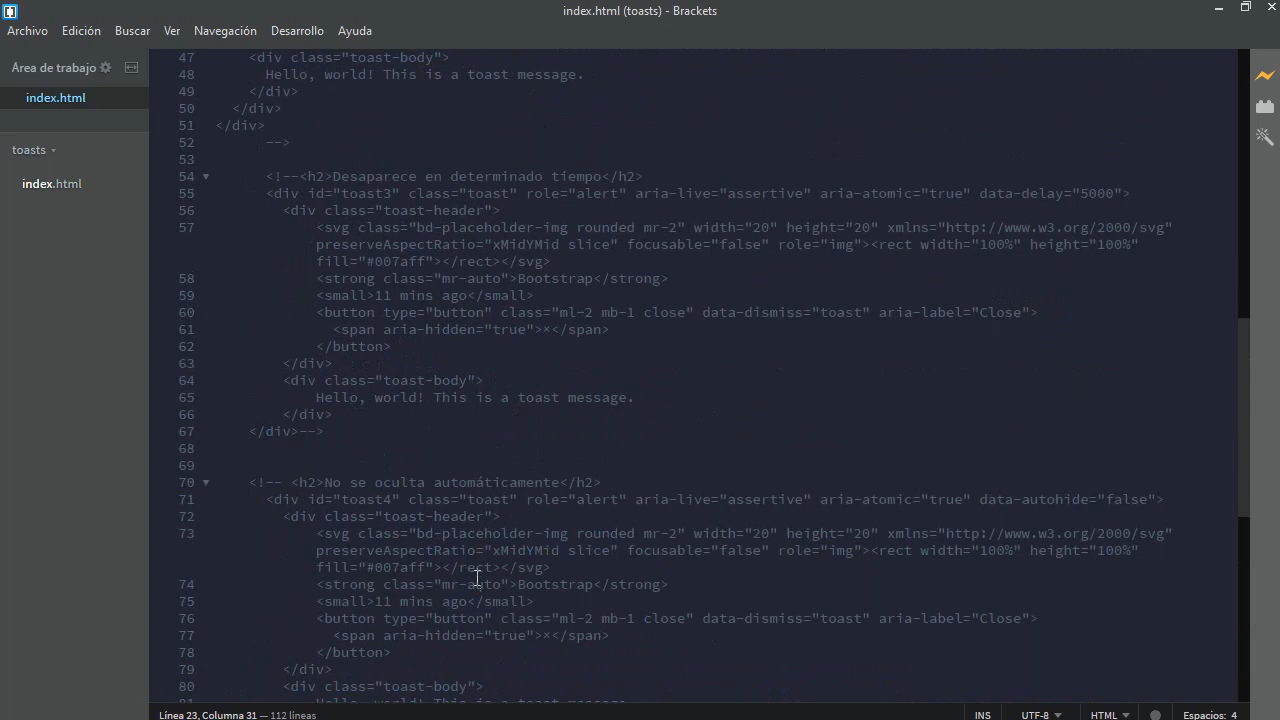 index.html (toasts) - Brackets
Archivo Edición Buscar Ver Navegación Desarrollo Ayuda
Área de trabajo
index.html
toasts
index.html
47 <div class="toast-body">
48 Hello, world! This is a toast message.
49 </div>
50 </div>
51 </div>
52 -->
53
54 <!--<h2>Desaparece en determinado tiempo</h2>
55 <div id="toast3" class="toast" role="alert" aria-live="assertive" aria-atomic="true" data-delay="5000">
56 <div class="toast-header">
57 <svg class="bd-placeholder-img rounded mr-2" width="20" height="20" xmlns="http://www.w3.org/2000/svg"
preserveAspectRatio="xMidYMid slice" focusable="false" role="img"><rect width="100%" height="100%"
fill="#007aff"></rect></svg>
58 <strong class="mr-auto">Bootstrap</strong>
59 <small>11 mins ago</small>
60 <button type="button" class="ml-2 mb-1 close" data-dismiss="toast" aria-label="Close">
61 <span aria-hidden="true">×</span>
62 </button>
63 </div>
64 <div class="toast-body">
65 Hello, world! This is a toast message.
66 </div>
67 </div>-->
68
69
70 <!-- <h2>No se oculta automáticamente</h2>
71 <div id="toast4" class="toast" role="alert" aria-live="assertive" aria-atomic="true" data-autohide="false">
72 <div class="toast-header">
73 <svg class="bd-placeholder-img rounded mr-2" width="20" height="20" xmlns="http://www.w3.org/2000/svg"
preserveAspectRatio="xMidYMid slice" focusable="false" role="img"><rect width="100%" height="100%"
fill="#007aff"></rect></svg>
74 <strong class="mr-auto">Bootstrap</strong>
75 <small>11 mins ago</small>
76 <button type="button" class="ml-2 mb-1 close" data-dismiss="toast" aria-label="Close">
77 <span aria-hidden="true">×</span>
78 </button>
79 </div>
80 <div class="toast-body">
81 Hello, world! This is a toast message.
Línea 23, Columna 31 — 112 líneas INS UTF-8 HTML Espacios: 4